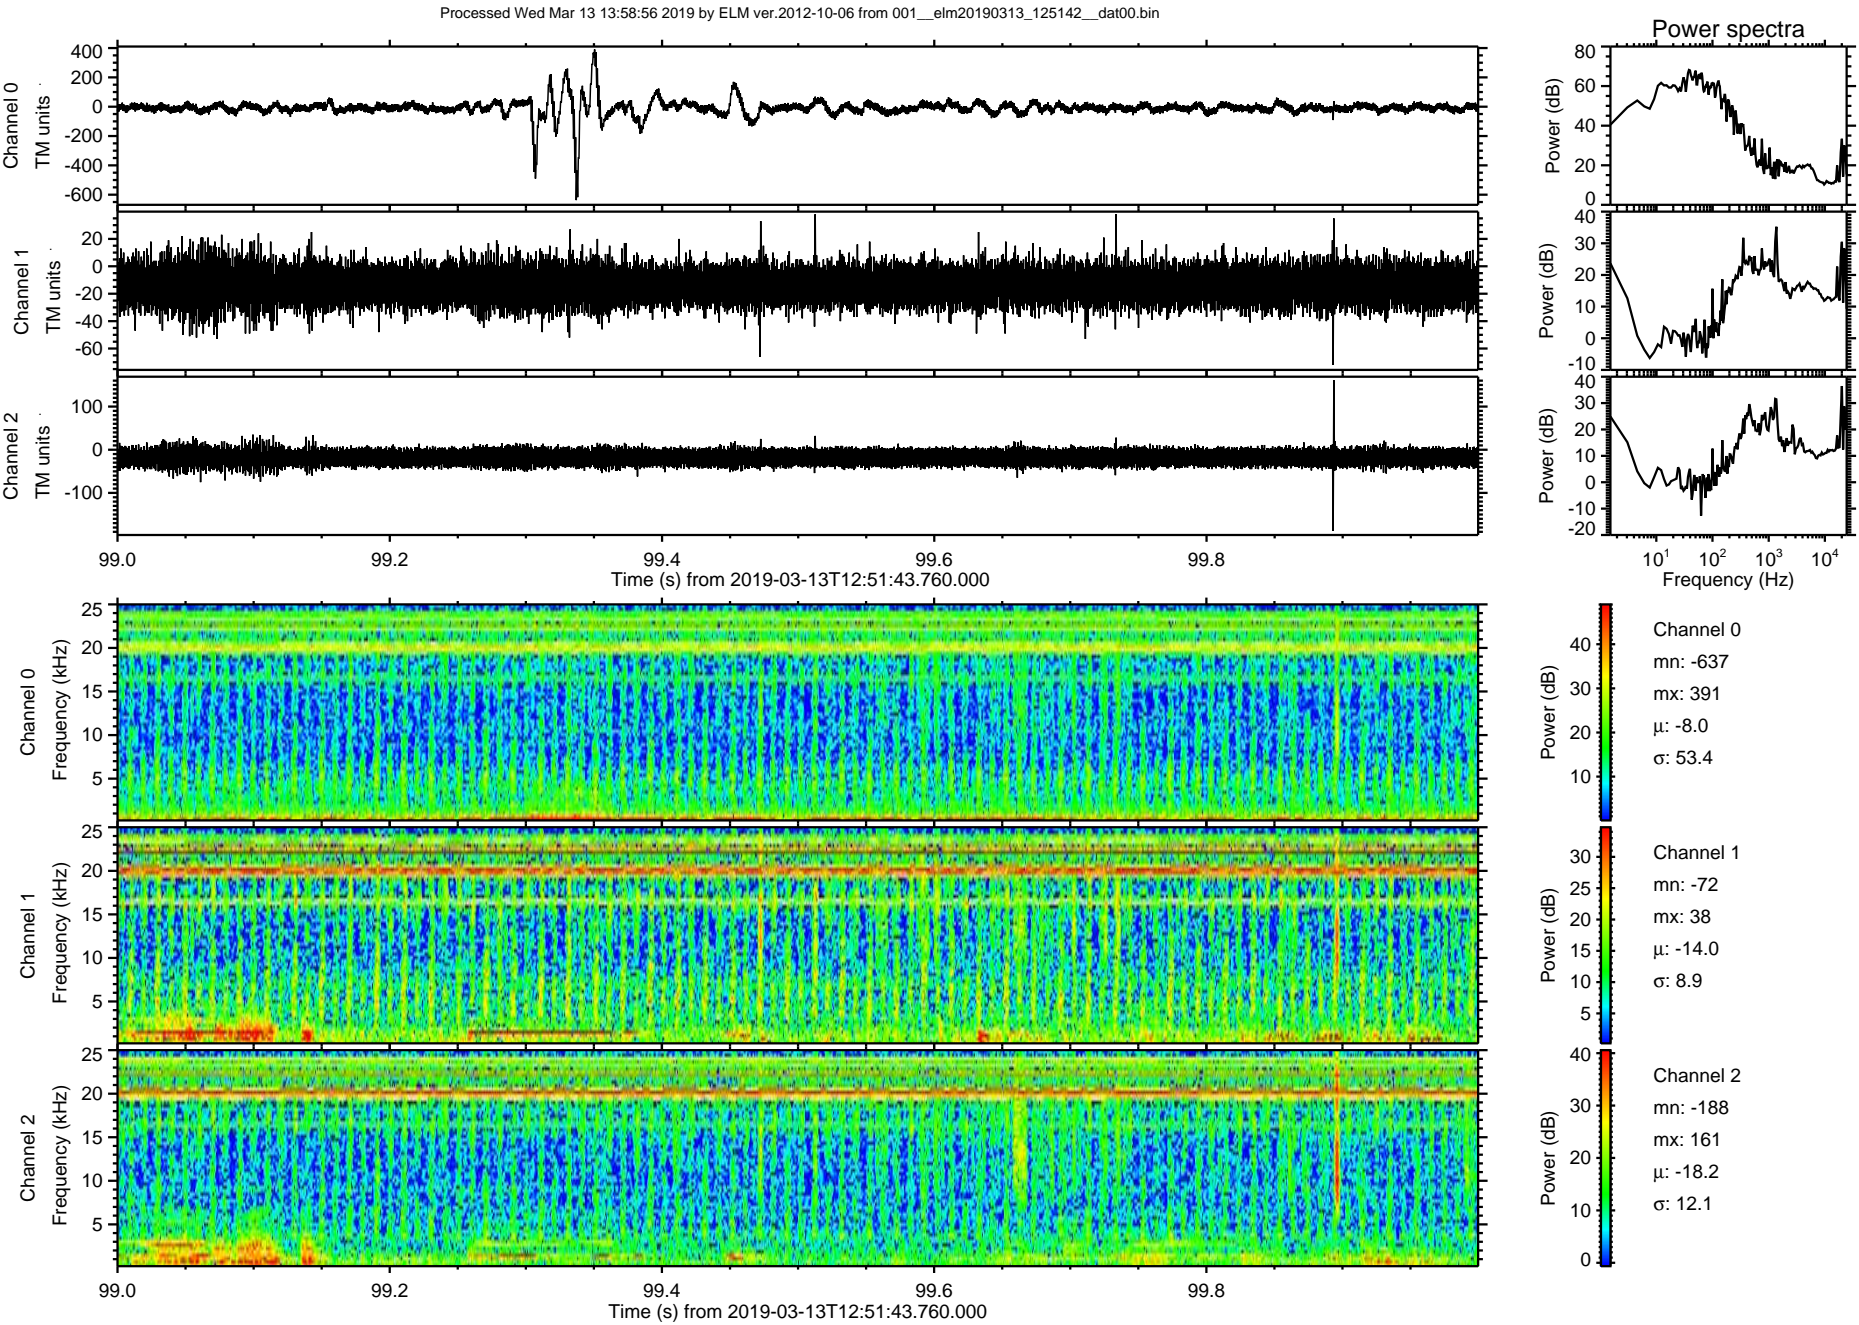 Processed Wed Mar 13 13:58:56 2019 by ELM ver.2012-10-06 from 001__elm20190313_125142__dat00.bin
Power spectra
Channel 0
TM units
400
200
0
-200
-400
-600
Power (dB)
80
60
40
20
0
Channel 1
TM units
20
0
-20
-40
-60
Power (dB)
40
30
20
10
0
-10
Channel 2
TM units
100
0
-100
Power (dB)
40
30
20
10
0
-10
-20
99.0 99.2 99.4 99.6 99.8
Time (s) from 2019-03-13T12:51:43.760.000
10^1 10^2 10^3 10^4
Frequency (Hz)
Channel 0
Frequency (kHz)
25
20
15
10
5
Power (dB)
40
30
20
10
Channel 0
mn: -637
mx: 391
μ: -8.0
σ: 53.4
Channel 1
Frequency (kHz)
25
20
15
10
5
Power (dB)
30
25
20
15
10
5
Channel 1
mn: -72
mx: 38
μ: -14.0
σ: 8.9
Channel 2
Frequency (kHz)
25
20
15
10
5
Power (dB)
40
30
20
10
0
Channel 2
mn: -188
mx: 161
μ: -18.2
σ: 12.1
99.0 99.2 99.4 99.6 99.8
Time (s) from 2019-03-13T12:51:43.760.000